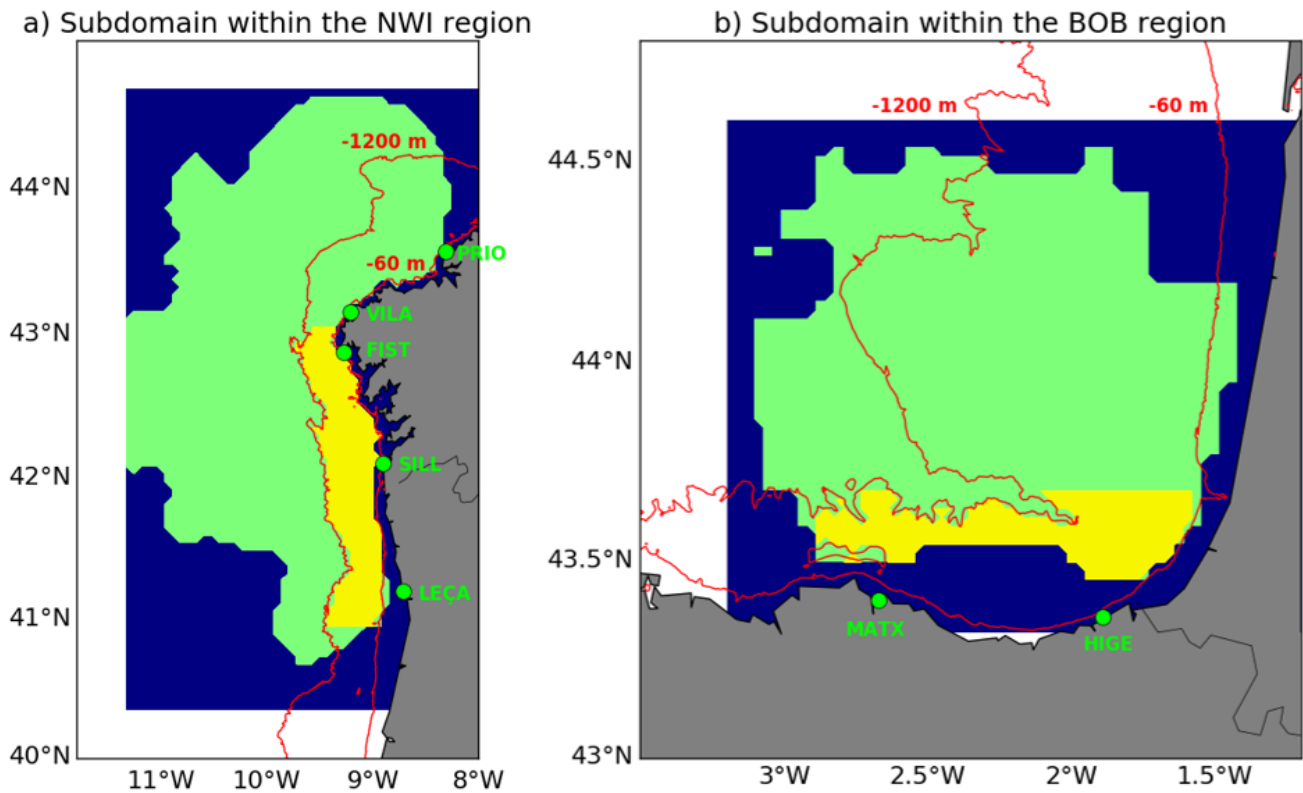 a) Subdomain within the NWI region
b) Subdomain within the BOB region
-1200 m
-60 m
PRIO
VILA
FIST
SILL
LEÇA
44°N
43°N
42°N
41°N
40°N
11°W
10°W
9°W
8°W
-1200 m
-60 m
MATX
HIGE
44.5°N
44°N
43.5°N
43°N
3°W
2.5°W
2°W
1.5°W